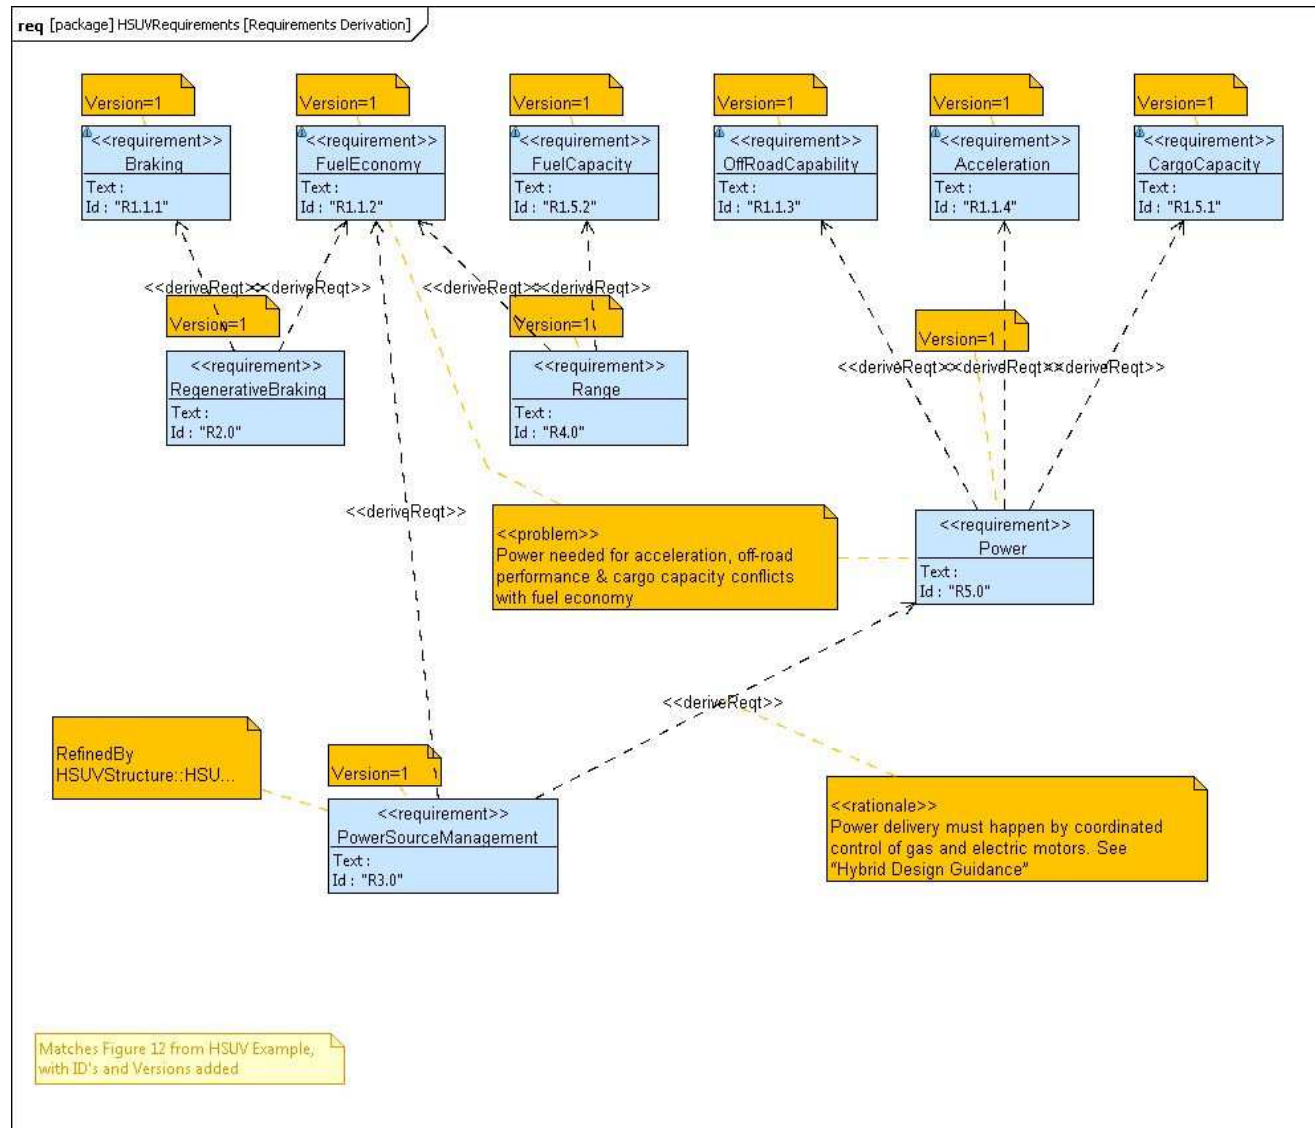 req [package] HSUVRequirements [Requirements Derivation]
Version=1
Version=1
Version=1
Version=1
Version=1
Version=1
<<requirement>>
Braking
Text :
Id : "R1.1.1"
<<requirement>>
FuelEconomy
Text :
Id : "R1.1.2"
<<requirement>>
FuelCapacity
Text :
Id : "R1.5.2"
<<requirement>>
OffRoadCapability
Text :
Id : "R1.1.3"
<<requirement>>
Acceleration
Text :
Id : "R1.1.4"
<<requirement>>
CargoCapacity
Text :
Id : "R1.5.1"
<<deriveReqt>>
<<deriveReqt>>
<<deriveReqt>>
<<deriveReqt>>
Version=1
Version=1
Version=1
<<requirement>>
RegenerativeBraking
Text :
Id : "R2.0"
<<requirement>>
Range
Text :
Id : "R4.0"
<<deriveReqt>>
<<deriveReqt>>
<<deriveReqt>>
<<deriveReqt>>
<<problem>>
Power needed for acceleration, off-road
performance & cargo capacity conflicts
with fuel economy
<<requirement>>
Power
Text :
Id : "R5.0"
<<deriveReqt>>
RefinedBy
HSUVStructure::HSU...
Version=1
<<requirement>>
PowerSourceManagement
Text :
Id : "R3.0"
<<rationale>>
Power delivery must happen by coordinated
control of gas and electric motors. See
"Hybrid Design Guidance"
Matches Figure 12 from HSUV Example,
with ID's and Versions added